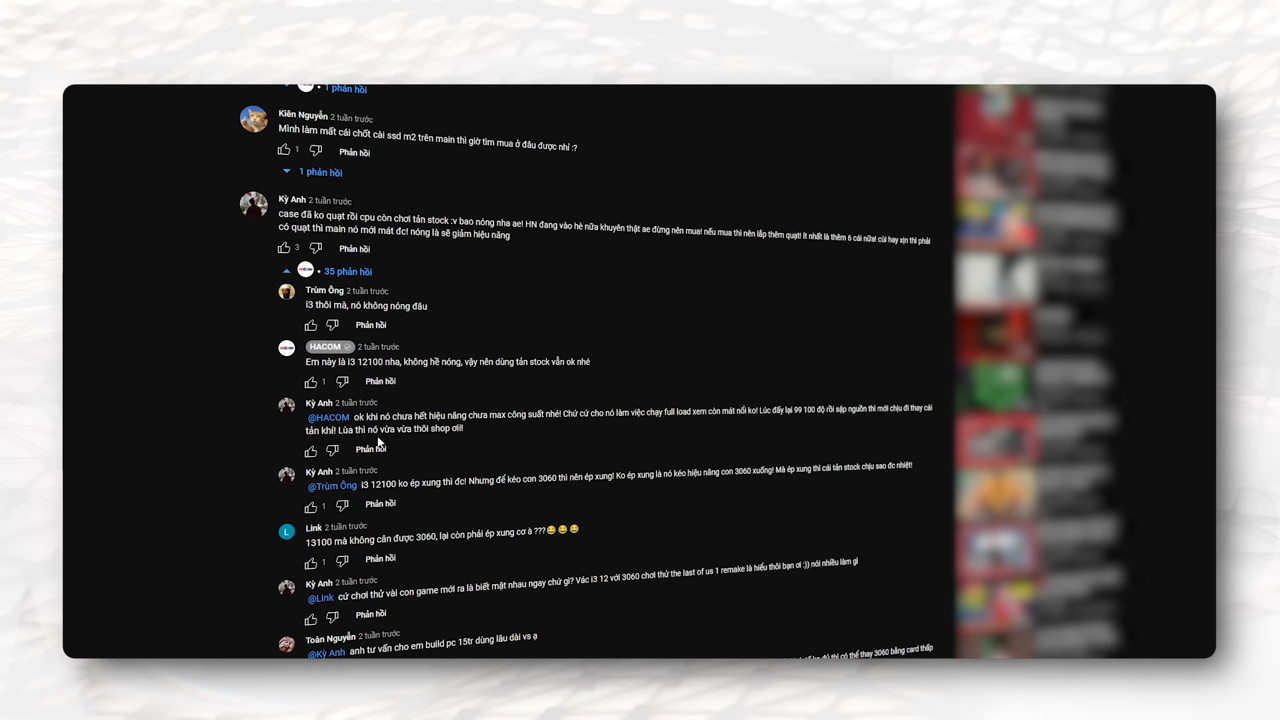 • 1 phản hồi
Kiên Nguyễn 2 tuần trước
Mình làm mất cái chốt cài ssd m2 trên main thì giờ tìm mua ở đâu được nhỉ :?
1 Phản hồi
1 phản hồi
Kỳ Anh 2 tuần trước
case đã ko quạt rồi cpu còn chơi tản stock :v bao nóng nha ae! HN đang vào hè nữa khuyên thật ae đừng nên mua! nếu mua thì nên lắp thêm quạt! ít nhất là thêm 6 cái nữa! cùi hay xịn thì phải
có quạt thì main nó mới mát đc! nóng là sẽ giảm hiệu năng
3 Phản hồi
• 35 phản hồi
Trùm Ông 2 tuần trước
i3 thôi mà, nó không nóng đâu
Phản hồi
HACOM 2 tuần trước
Em này là i3 12100 nha, không hề nóng, vậy nên dùng tản stock vẫn ok nhé
1 Phản hồi
Kỳ Anh 2 tuần trước
@HACOM ok khi nó chưa hết hiệu năng chưa max công suất nhé! Chứ cứ cho nó làm việc chạy full load xem còn mát nổi ko! Lúc đấy lại 99 100 độ rồi sập nguồn thì mới chịu đi thay cái
tản khí! Lùa thì nó vừa vừa thôi shop ơii!
Phản hồi
Kỳ Anh 2 tuần trước
@Trùm Ông i3 12100 ko ép xung thì đc! Nhưng để kéo con 3060 thì nên ép xung! Ko ép xung là nó kéo hiệu năng con 3060 xuống! Mà ép xung thì cái tản stock chịu sao đc nhiệt!
1 Phản hồi
L Link 2 tuần trước
13100 mà không cân được 3060, lại còn phải ép xung cơ à ???😂😂😂
1 Phản hồi
Kỳ Anh 2 tuần trước
@Link cứ chơi thử vài con game mới ra là biết mặt nhau ngay chứ gì? Vác i3 12 với 3060 chơi thử the last of us 1 remake là hiểu thôi bạn ơi :)) nói nhiều làm gì
Phản hồi
Toàn Nguyễn 2 tuần trước
@Kỳ Anh anh tư vấn cho em build pc 15tr dùng lâu dài vs ạ
thì có thể thay 3060 bằng card thấp